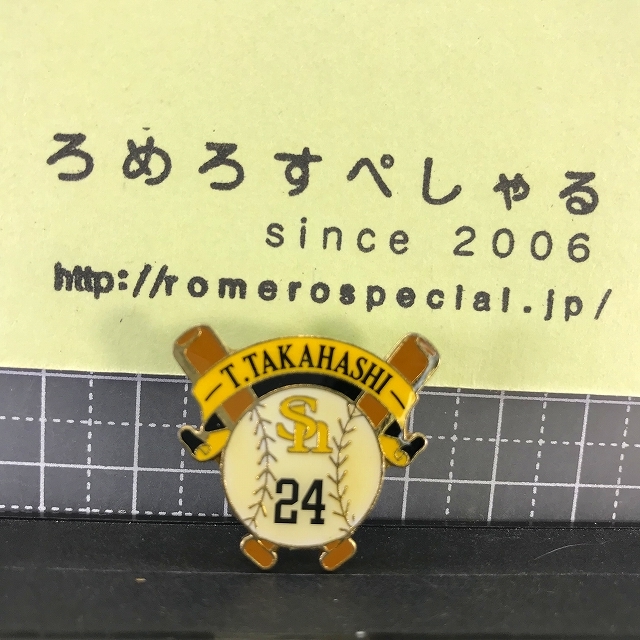 ろめろすぺしゃる
since 2006
http://romerospecial.jp/
T.TAKAHASHI
Sh
24